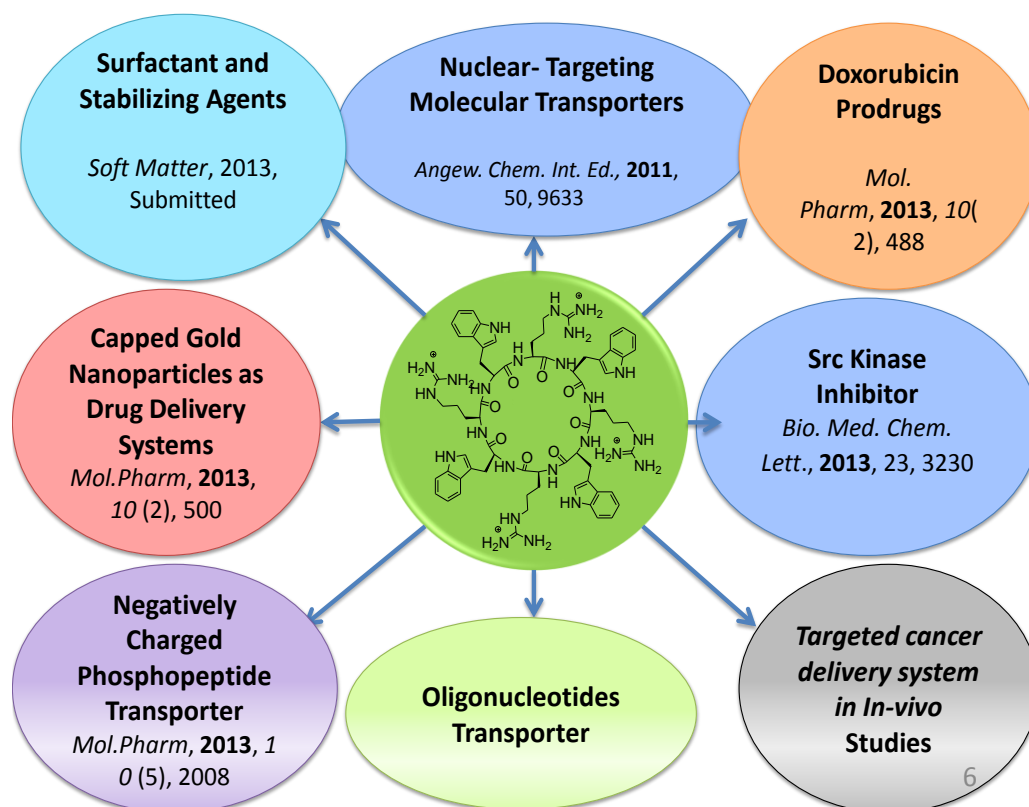 Surfactant and
Stabilizing Agents
Soft Matter, 2013,
Submitted
Nuclear- Targeting
Molecular Transporters
Angew. Chem. Int. Ed., 2011,
50, 9633
Doxorubicin
Prodrugs
Mol.
Pharm, 2013, 10(
2), 488
Capped Gold
Nanoparticles as
Drug Delivery
Systems
Mol.Pharm, 2013,
10 (2), 500
Src Kinase
Inhibitor
Bio. Med. Chem.
Lett., 2013, 23, 3230
Negatively
Charged
Phosphopeptide
Transporter
Mol.Pharm, 2013, 1
0 (5), 2008
Oligonucleotides
Transporter
Targeted cancer
delivery system
in In-vivo
Studies
6